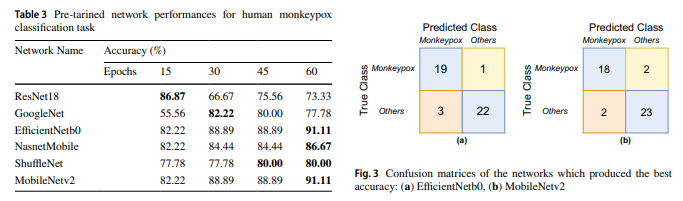 Table 3 Pre-tarined network performances for human monkeypox
classification task
Network Name Accuracy (%)
Epochs 15 30 45 60
ResNet18 86.87 66.67 75.56 73.33
GoogleNet 55.56 82.22 80.00 77.78
EfficientNetb0 82.22 88.89 88.89 91.11
NasnetMobile 82.22 84.44 84.44 86.67
ShuffleNet 77.78 77.78 80.00 80.00
MobileNetv2 82.22 88.89 88.89 91.11
Predicted Class
Monkeypox Others
True Class
Monkeypox 19 1
Others 3 22
(a)
Predicted Class
Monkeypox Others
True Class
Monkeypox 18 2
Others 2 23
(b)
Fig. 3 Confusion matrices of the networks which produced the best
accuracy: (a) EfficientNetb0, (b) MobileNetv2